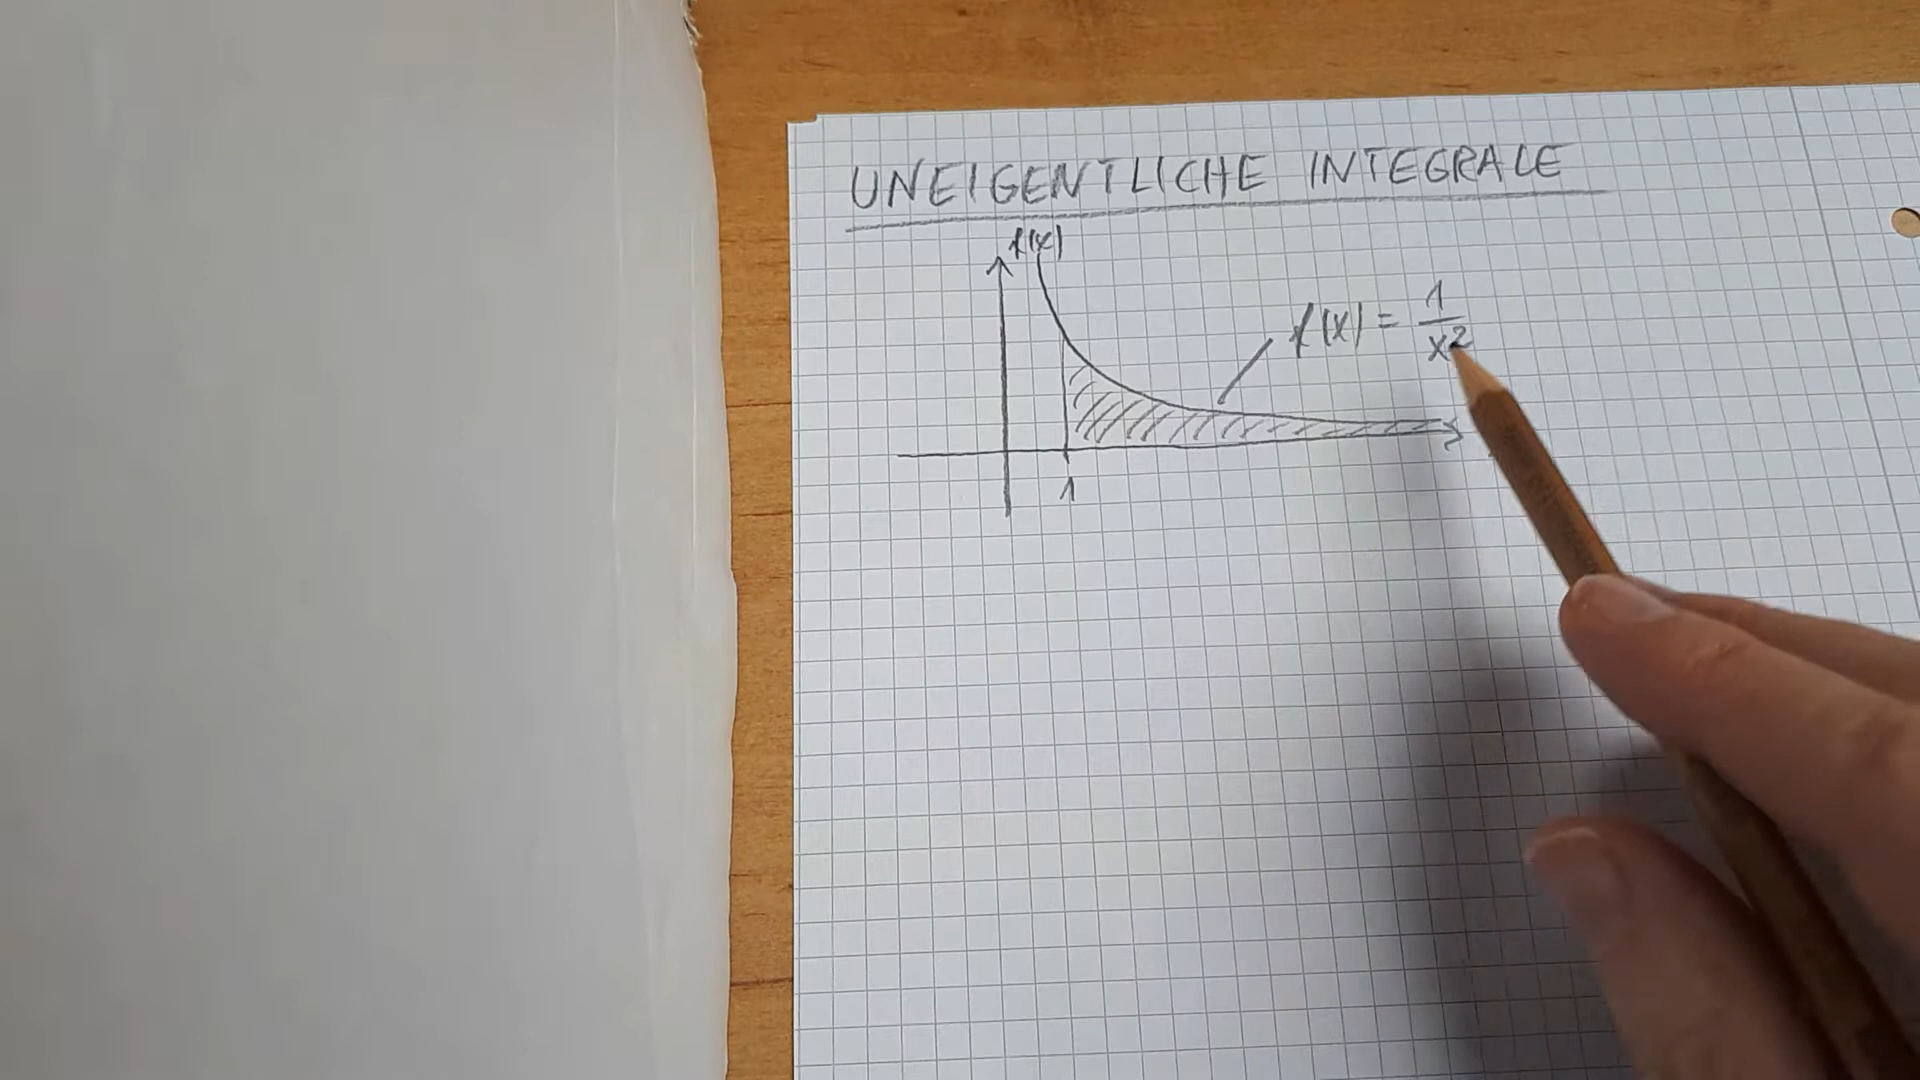 UNEIGENTLICHE INTEGRALE
f(x)
f(x) = 1/x²
1